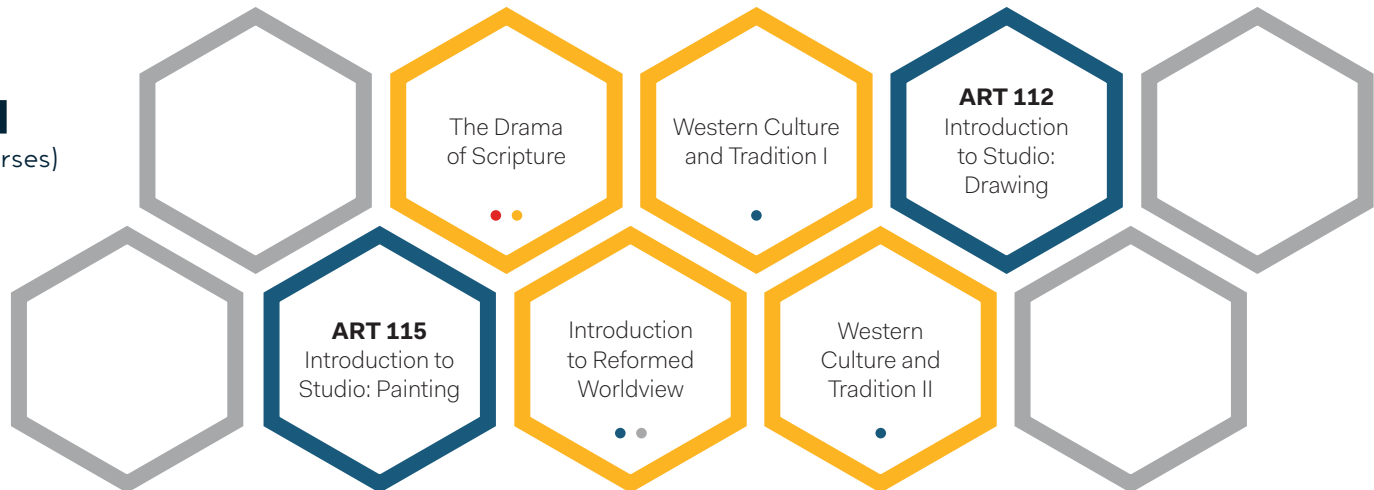 rses)
The Drama
of Scripture
Western Culture
and Tradition I
ART 112
Introduction
to Studio:
Drawing
ART 115
Introduction to
Studio: Painting
Introduction
to Reformed
Worldview
Western
Culture and
Tradition II